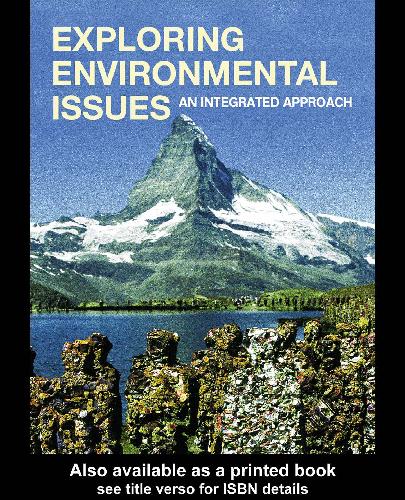 EXPLORING
ENVIRONMENTAL
ISSUES AN INTEGRATED APPROACH
Also available as a printed book
see title verso for ISBN details